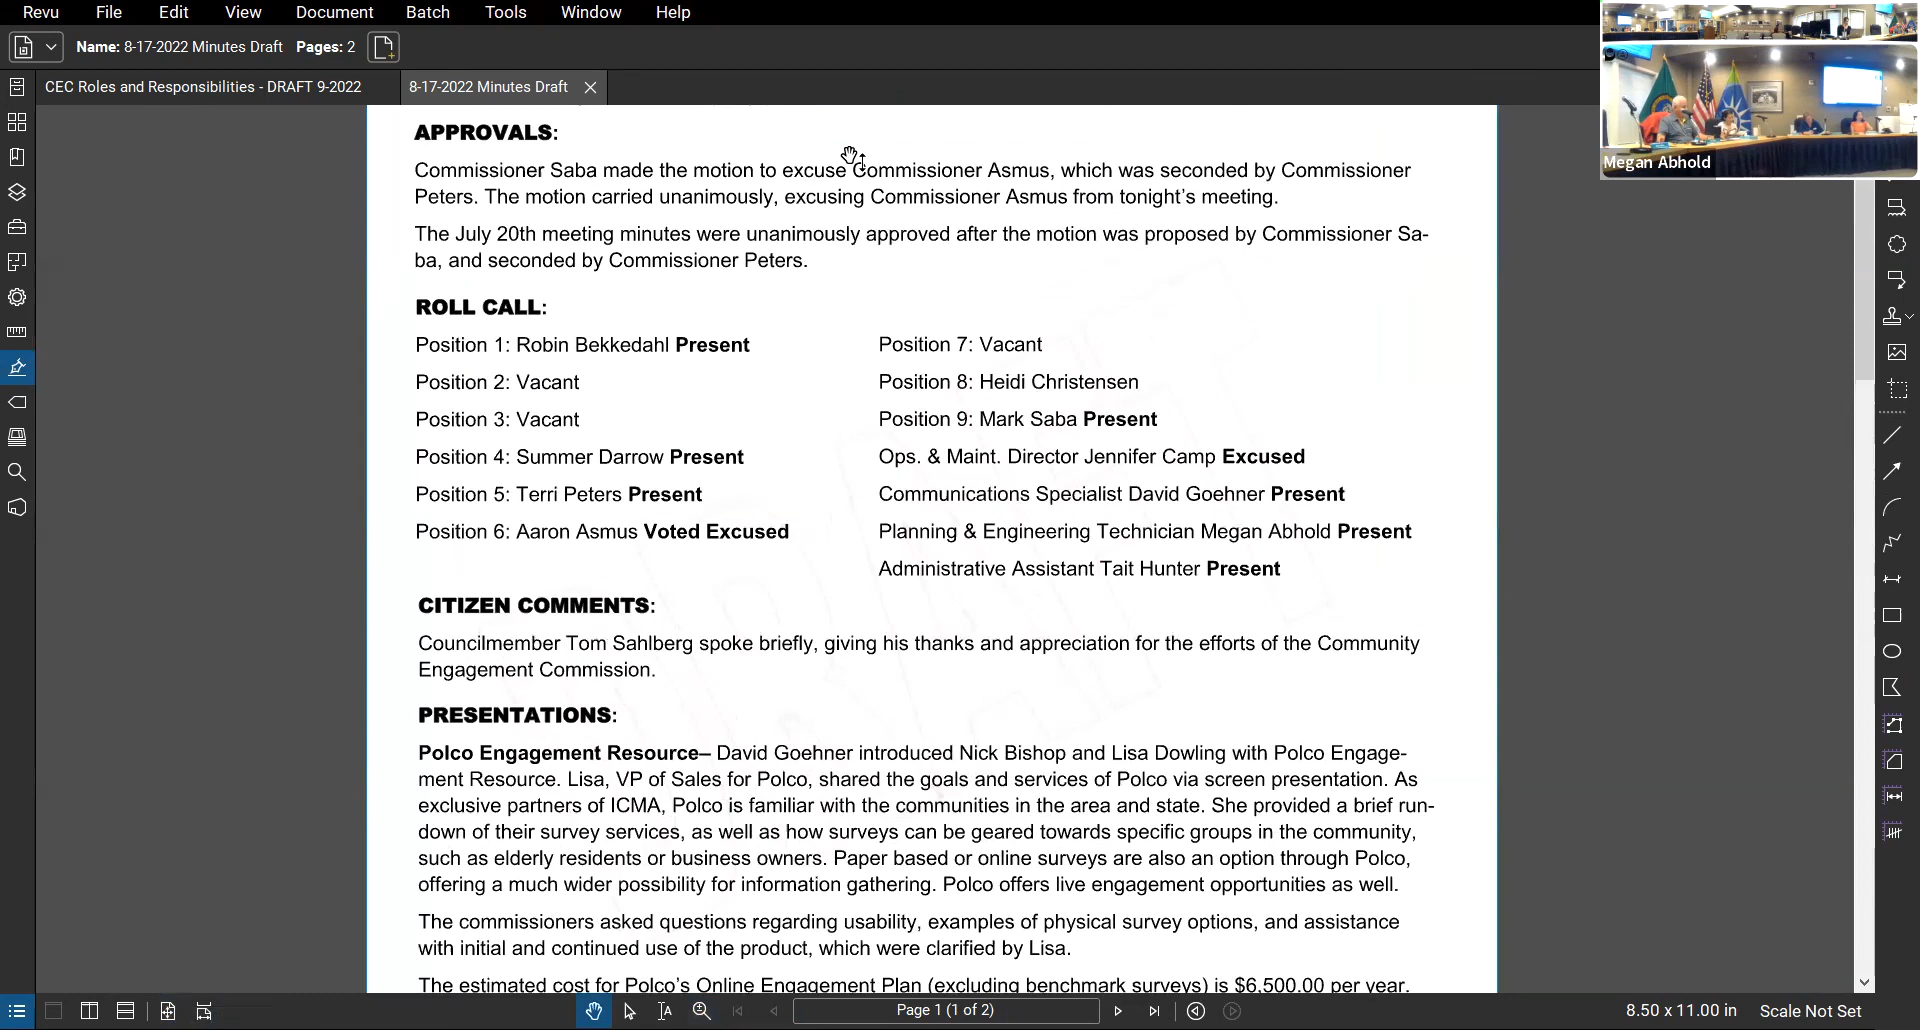 Revu File Edit View Document Batch Tools Window Help
Name: 8-17-2022 Minutes Draft Pages: 2
CEC Roles and Responsibilities - DRAFT 9-2022 8-17-2022 Minutes Draft
Megan Abhold
APPROVALS:
Commissioner Saba made the motion to excuse Commissioner Asmus, which was seconded by Commissioner
Peters. The motion carried unanimously, excusing Commissioner Asmus from tonight's meeting.
The July 20th meeting minutes were unanimously approved after the motion was proposed by Commissioner Sa-
ba, and seconded by Commissioner Peters.
ROLL CALL:
Position 1: Robin Bekkedahl Present
Position 2: Vacant
Position 3: Vacant
Position 4: Summer Darrow Present
Position 5: Terri Peters Present
Position 6: Aaron Asmus Voted Excused
Position 7: Vacant
Position 8: Heidi Christensen
Position 9: Mark Saba Present
Ops. & Maint. Director Jennifer Camp Excused
Communications Specialist David Goehner Present
Planning & Engineering Technician Megan Abhold Present
Administrative Assistant Tait Hunter Present
CITIZEN COMMENTS:
Councilmember Tom Sahlberg spoke briefly, giving his thanks and appreciation for the efforts of the Community
Engagement Commission.
PRESENTATIONS:
Polco Engagement Resource– David Goehner introduced Nick Bishop and Lisa Dowling with Polco Engage-
ment Resource. Lisa, VP of Sales for Polco, shared the goals and services of Polco via screen presentation. As
exclusive partners of ICMA, Polco is familiar with the communities in the area and state. She provided a brief run-
down of their survey services, as well as how surveys can be geared towards specific groups in the community,
such as elderly residents or business owners. Paper based or online surveys are also an option through Polco,
offering a much wider possibility for information gathering. Polco offers live engagement opportunities as well.
The commissioners asked questions regarding usability, examples of physical survey options, and assistance
with initial and continued use of the product, which were clarified by Lisa.
The estimated cost for Polco's Online Engagement Plan (excluding benchmark surveys) is $6,500.00 per year.
DRAFT
Page 1 (1 of 2)
8.50 x 11.00 in Scale Not Set